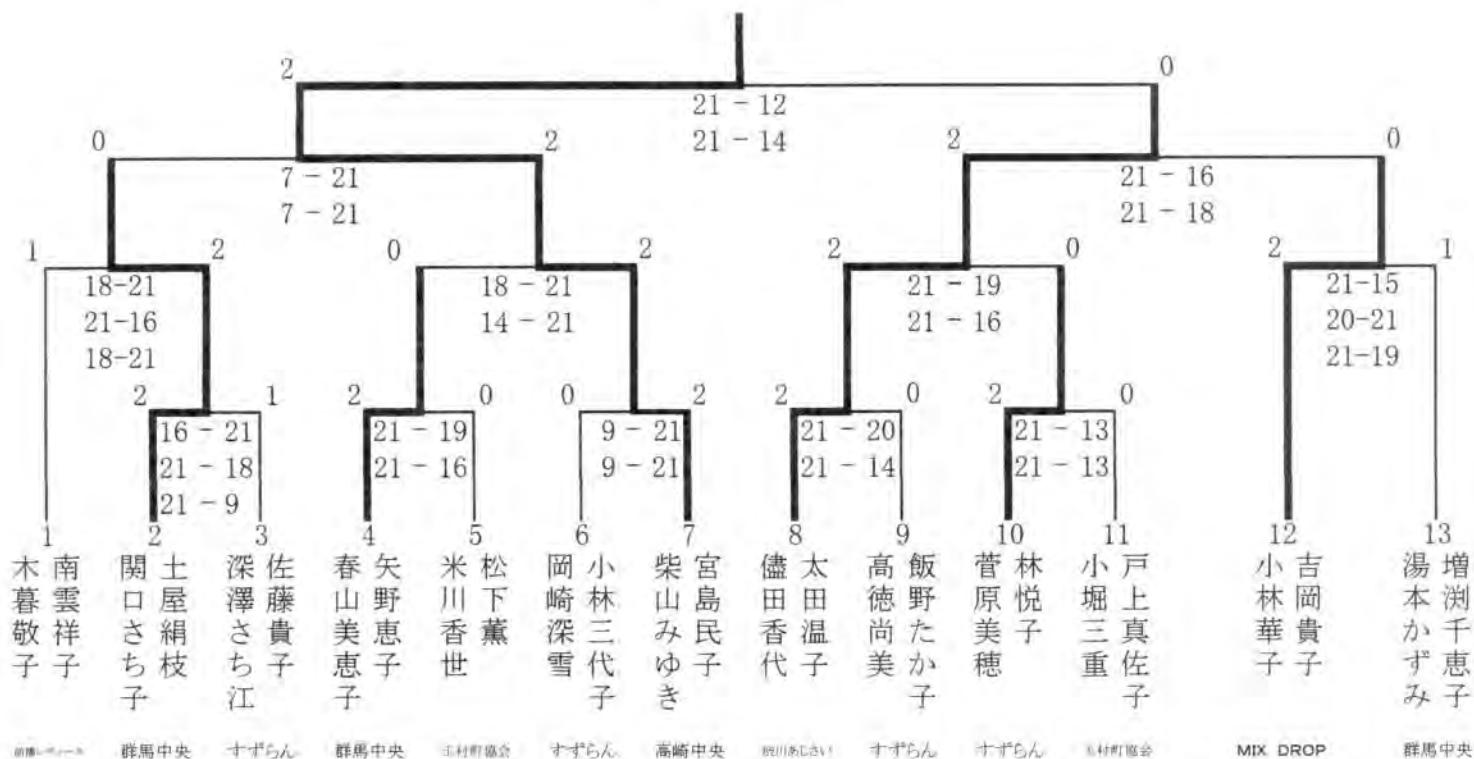 2 0
21 - 12
21 - 14
0 2 2 0
7 - 21 21 - 16
7 - 21 21 - 18
1 2 0 2 2 0 2 1
18-21 18 - 21 21 - 19 21-15
21-16 14 - 21 21 - 16 20-21
18-21 21-19
2 1 2 0 0 2 2 0 2 0
16 - 21 21 - 19 9 - 21 21 - 20 21 - 13
21 - 18 21 - 16 9 - 21 21 - 14 21 - 13
21 - 9
1 2 3 4 5 6 7 8 9 10 11 12 13
南雲祥子
木暮敬子
土屋絹枝
関口さち子
佐藤貴子
深澤さち江
矢野恵子
春山美恵子
松下薫
米川香世
小林三代子
岡崎深雪
宮島民子
柴山みゆき
太田温子
儘田香代
飯野たか子
高徳尚美
林悦子
菅原美穂
戸上真佐子
小堀三重
吉岡貴子
小林華子
増渕千恵子
湯本かずみ
群馬中央 すずらん 群馬中央 玉村町協会 すずらん 高崎中央 渋川あじさい すずらん すずらん 玉村町協会 MIX DROP 群馬中央